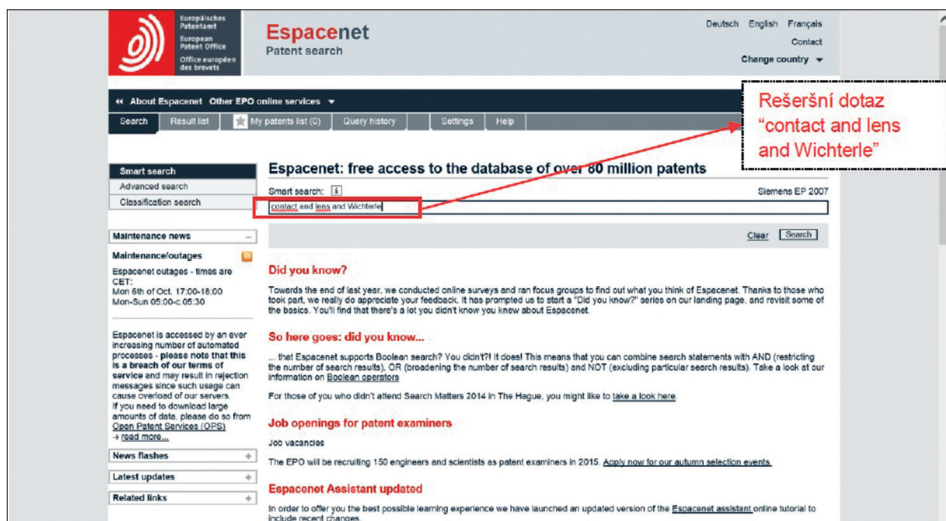 Europäisches
Patentamt
European
Patent Office
Office européen
des brevets
Espacenet
Patent search
Deutsch English Français
Contact
Change country
About Espacenet Other EPO online services
Search Result list My patents list (0) Query history Settings Help
Rešeršní dotaz
“contact and lens
and Wichterle”
Smart search
Advanced search
Classification search
Maintenance news
Maintenance/outages
Espacenet outages - times are
CET:
Mon 6th of Oct. 17:00-18:00
Mon-Sun 05:00-c.05:30
Espacenet is accessed by an ever
increasing number of automated
processes - please note that this
is a breach of our terms of
service and may result in rejection
messages since such usage can
cause overload of our servers.
If you need to download large
amounts of data, please do so from
Open Patent Services (OPS)
→ read more...
News flashes +
Latest updates +
Related links +
Espacenet: free access to the database of over 80 million patents
Smart search: i Siemens EP 2007
contact and lens and Wichterle
Clear Search
Did you know?
Towards the end of last year, we conducted online surveys and ran focus groups to find out what you think of Espacenet. Thanks to those who
took part, we really do appreciate your feedback. It has prompted us to start a "Did you know?" series on our landing page, and revisit some of
the basics. You'll find that there's a lot you didn't know you knew about Espacenet.
So here goes: did you know...
... that Espacenet supports Boolean search? You didn't?! It does! This means that you can combine search statements with AND (restricting
the number of search results), OR (broadening the number of search results) and NOT (excluding particular search results). Take a look at our
information on Boolean operators
For those of you who didn't attend Search Matters 2014 in The Hague, you might like to take a look here
Job openings for patent examiners
Job vacancies
The EPO will be recruiting 150 engineers and scientists as patent examiners in 2015. Apply now for our autumn selection events.
Espacenet Assistant updated
In order to offer you the best possible learning experience we have launched an updated version of the Espacenet assistant online tutorial to
include recent changes.